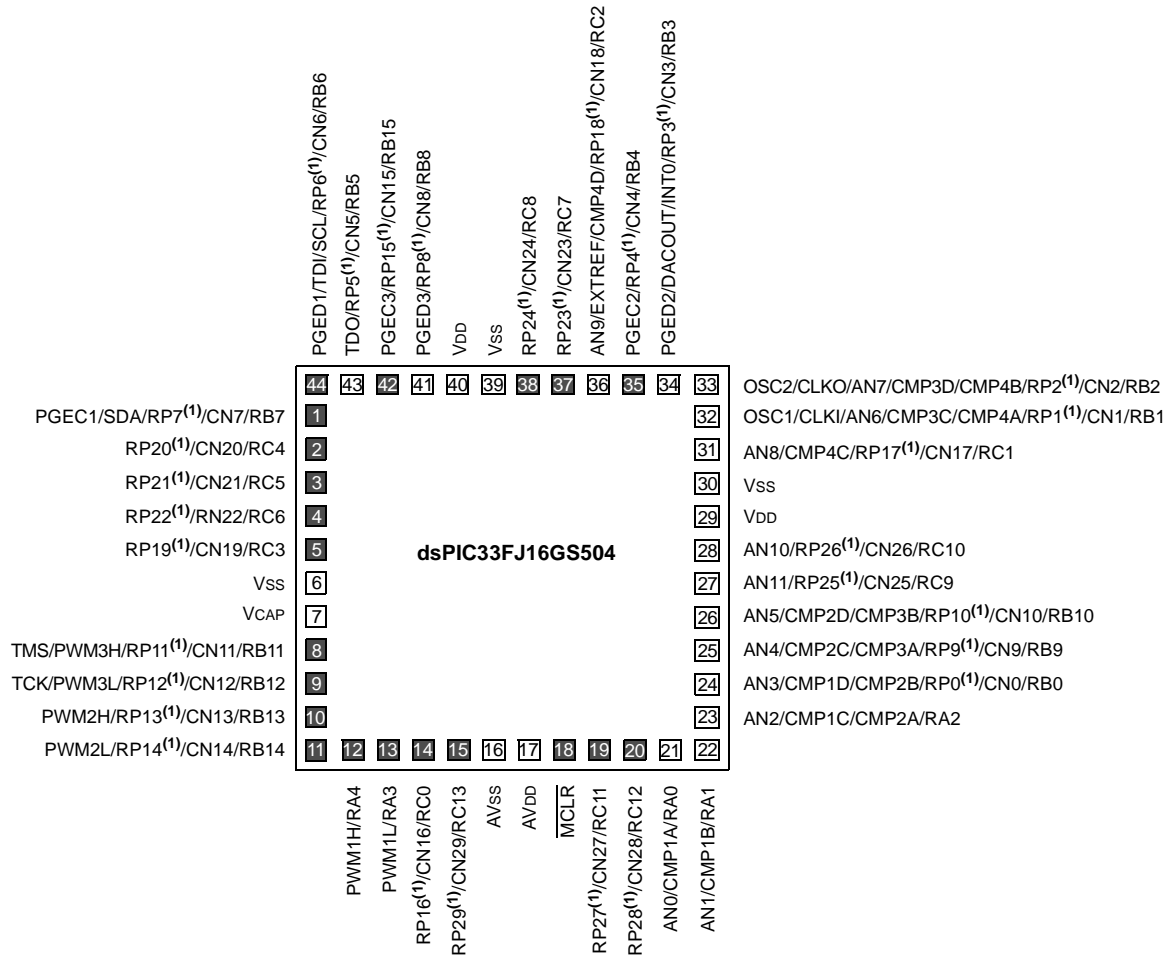 PGED1/TDI/SCL/RP6(1)/CN6/RB6
TDO/RP5(1)/CN5/RB5
PGEC3/RP15(1)/CN15/RB15
PGED3/RP8(1)/CN8/RB8
VDD
VSS
RP24(1)/CN24/RC8
RP23(1)/CN23/RC7
AN9/EXTREF/CMP4D/RP18(1)/CN18/RC2
PGEC2/RP4(1)/CN4/RB4
PGED2/DACOUT/INT0/RP3(1)/CN3/RB3
44 43 42 41 40 39 38 37 36 35 34 33 OSC2/CLKO/AN7/CMP3D/CMP4B/RP2(1)/CN2/RB2
PGEC1/SDA/RP7(1)/CN7/RB7 1 32 OSC1/CLKI/AN6/CMP3C/CMP4A/RP1(1)/CN1/RB1
RP20(1)/CN20/RC4 2 31 AN8/CMP4C/RP17(1)/CN17/RC1
RP21(1)/CN21/RC5 3 30 VSS
RP22(1)/RN22/RC6 4 29 VDD
RP19(1)/CN19/RC3 5 dsPIC33FJ16GS504 28 AN10/RP26(1)/CN26/RC10
VSS 6 27 AN11/RP25(1)/CN25/RC9
VCAP 7 26 AN5/CMP2D/CMP3B/RP10(1)/CN10/RB10
TMS/PWM3H/RP11(1)/CN11/RB11 8 25 AN4/CMP2C/CMP3A/RP9(1)/CN9/RB9
TCK/PWM3L/RP12(1)/CN12/RB12 9 24 AN3/CMP1D/CMP2B/RP0(1)/CN0/RB0
PWM2H/RP13(1)/CN13/RB13 10 23 AN2/CMP1C/CMP2A/RA2
PWM2L/RP14(1)/CN14/RB14 11 12 13 14 15 16 17 18 19 20 21 22
PWM1H/RA4
PWM1L/RA3
RP16(1)/CN16/RC0
RP29(1)/CN29/RC13
AVSS
AVDD
MCLR
RP27(1)/CN27/RC11
RP28(1)/CN28/RC12
AN0/CMP1A/RA0
AN1/CMP1B/RA1